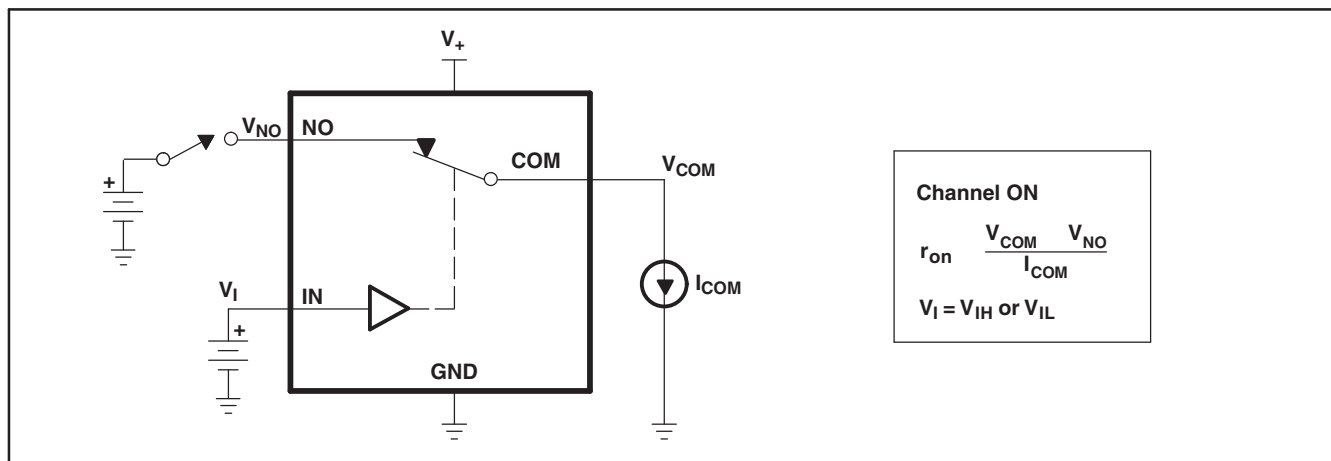 V+
VNO NO
COM VCOM
+
VI IN
+
ICOM
GND
Channel ON
ron VCOM VNO
ICOM
VI = VIH or VIL